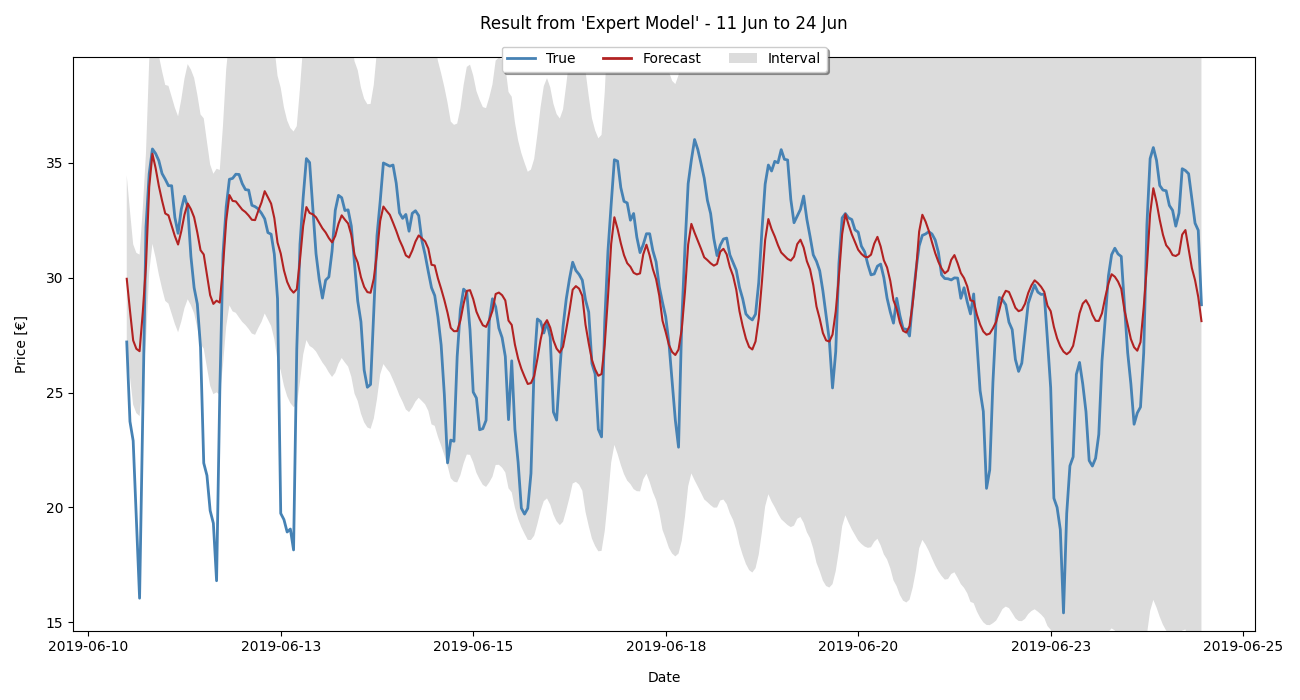 Result from 'Expert Model' - 11 Jun to 24 Jun
True Forecast Interval
Price [€]
35
30
25
20
15
2019-06-10 2019-06-13 2019-06-15 2019-06-18 2019-06-20 2019-06-23 2019-06-25
Date